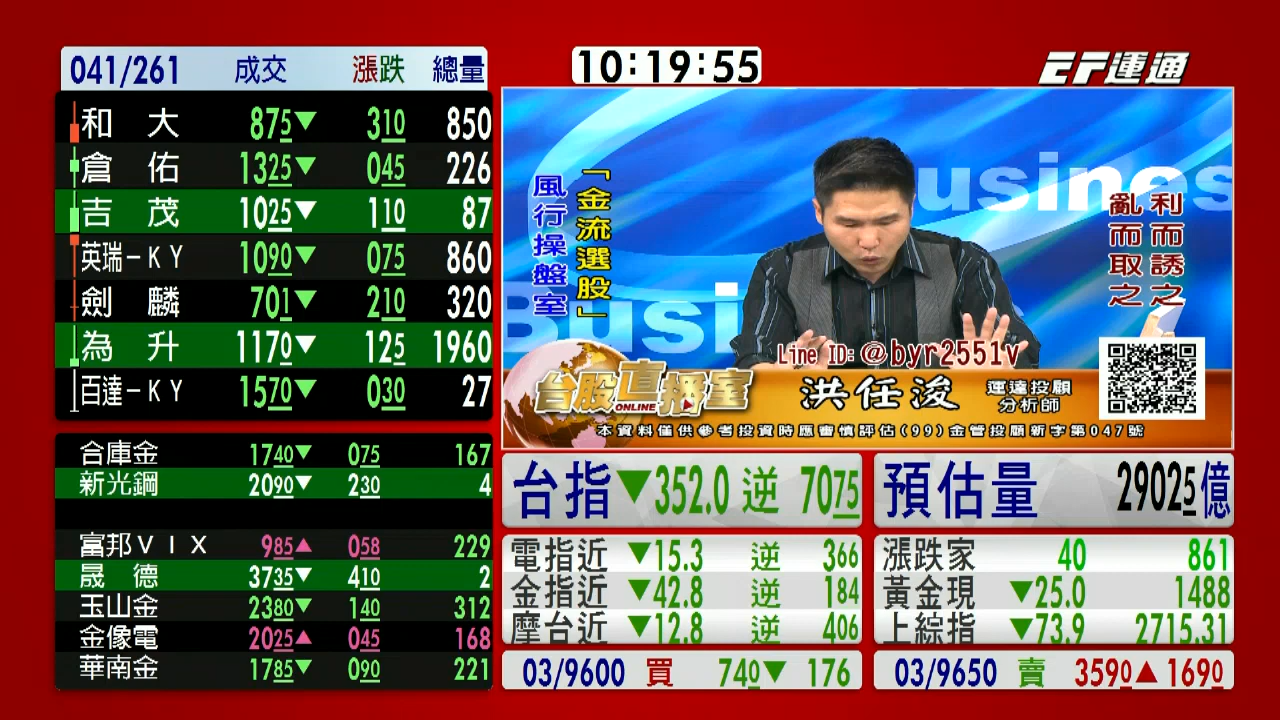 041/261 成交 漲跌 總量
和大 875▼ 310 850
倉佑 1325▼ 045 226
吉茂 1025▼ 110 87
英瑞-KY 1090▼ 075 860
劍麟 701▼ 210 320
為升 1170▼ 125 1960
百達-KY 1570▼ 030 27
合庫金 1740▼ 075 167
新光鋼 2090▼ 230 4
富邦VIX 985▲ 058 229
晟德 3735▼ 410 2
玉山金 2380▼ 140 312
金像電 2025▲ 045 168
華南金 1785▼ 090 221
10:19:55
EF運通
「金流選股」
風行操盤室
利而誘之
亂而取之
Business
Business
Line ID:@byr2551v
台股直播室
ONLINE
洪任浚
運達投顧
分析師
本資料僅供參考投資時應審慎評估(99)金管投顧新字第047號
台指▼352.0 逆 7075
預估量 29025億
電指近 ▼15.3 逆 366
金指近 ▼42.8 逆 184
摩台近 ▼12.8 逆 406
漲跌家 40 861
黃金現 ▼25.0 1488
上綜指 ▼73.9 2715.31
03/9600 買 740▼ 176
03/9650 賣 3590▲ 1690